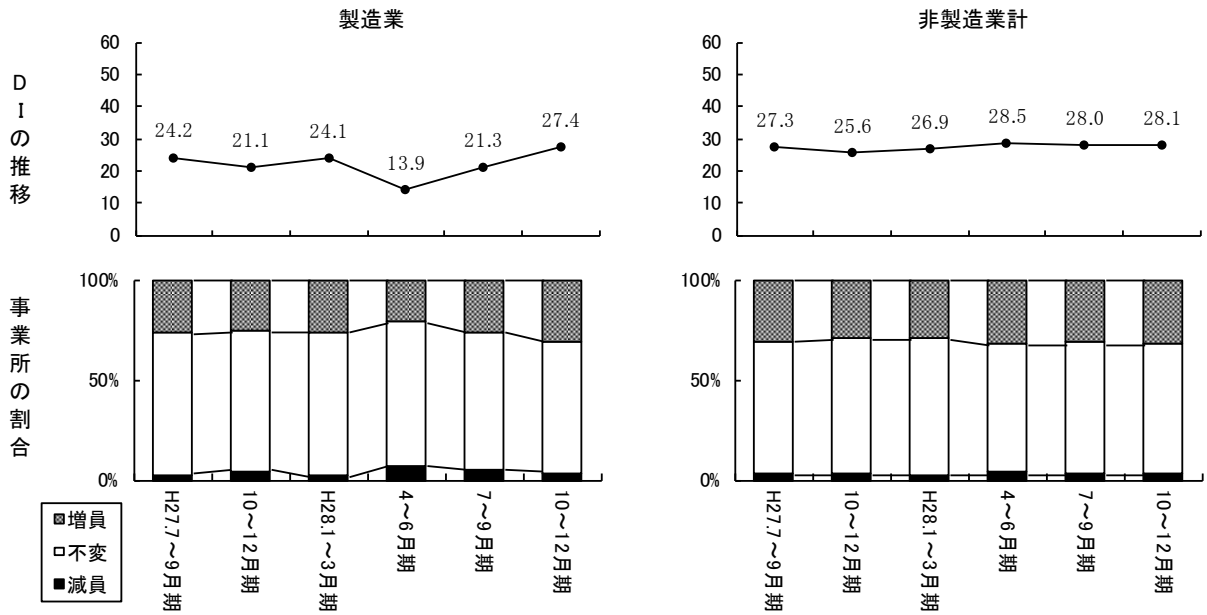 製造業
DIの推移
60
50
40
30
20
10
0
24.2
21.1
24.1
13.9
21.3
27.4
非製造業計
60
50
40
30
20
10
0
27.3
25.6
26.9
28.5
28.0
28.1
事業所の割合
100%
50%
0%
H27.7～9月期
10～12月期
H28.1～3月期
4～6月期
7～9月期
10～12月期
100%
50%
0%
H27.7～9月期
10～12月期
H28.1～3月期
4～6月期
7～9月期
10～12月期
増員
不変
減員